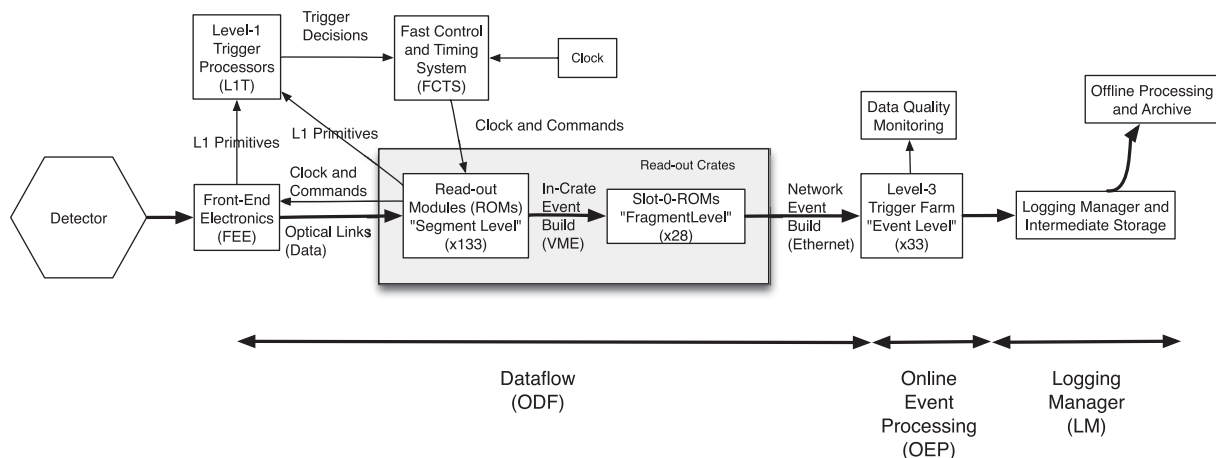 Level-1
Trigger
Processors
(L1T)
Trigger
Decisions
Fast Control
and Timing
System
(FCTS)
Clock
Data Quality
Monitoring
Offline Processing
and Archive
L1 Primitives
L1 Primitives
Clock and Commands
Read-out Crates
Detector
Front-End
Electronics
(FEE)
Clock and
Commands
Optical Links
(Data)
Read-out
Modules (ROMs)
"Segment Level"
(x133)
In-Crate
Event
Build
(VME)
Slot-0-ROMs
"FragmentLevel"
(x28)
Network
Event
Build
(Ethernet)
Level-3
Trigger Farm
"Event Level"
(x33)
Logging Manager and
Intermediate Storage
Dataflow
(ODF)
Online
Event
Processing
(OEP)
Logging
Manager
(LM)